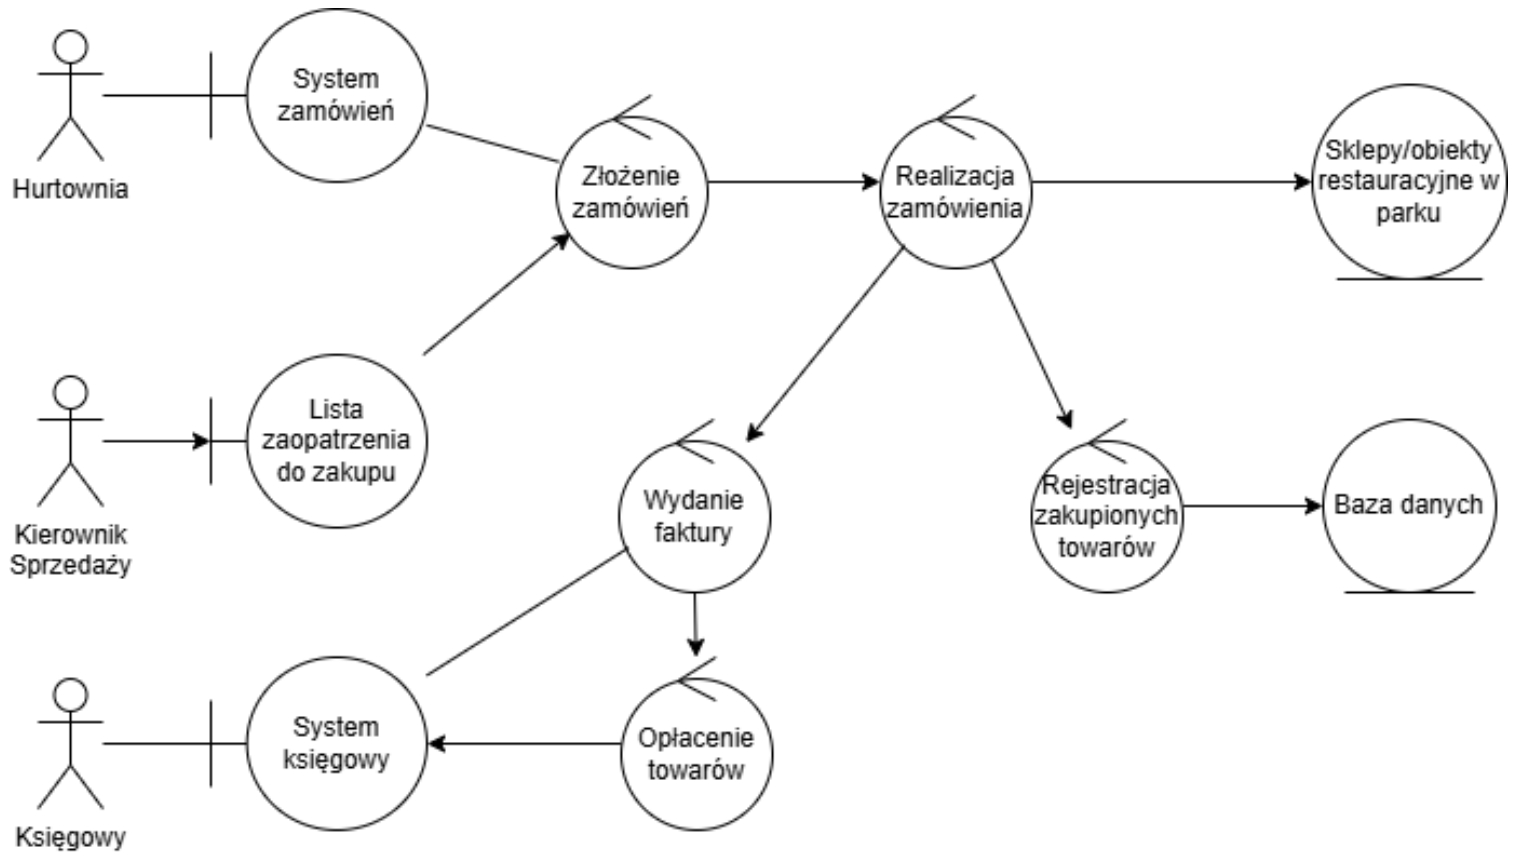 System
zamówień
Hurtownia
Złożenie
zamówień
Realizacja
zamówienia
Sklepy/obiekty
restauracyjne w
parku
Lista
zaopatrzenia
do zakupu
Kierownik
Sprzedaży
Wydanie
faktury
Rejestracja
zakupionych
towarów
Baza danych
System
księgowy
Opłacenie
towarów
Księgowy